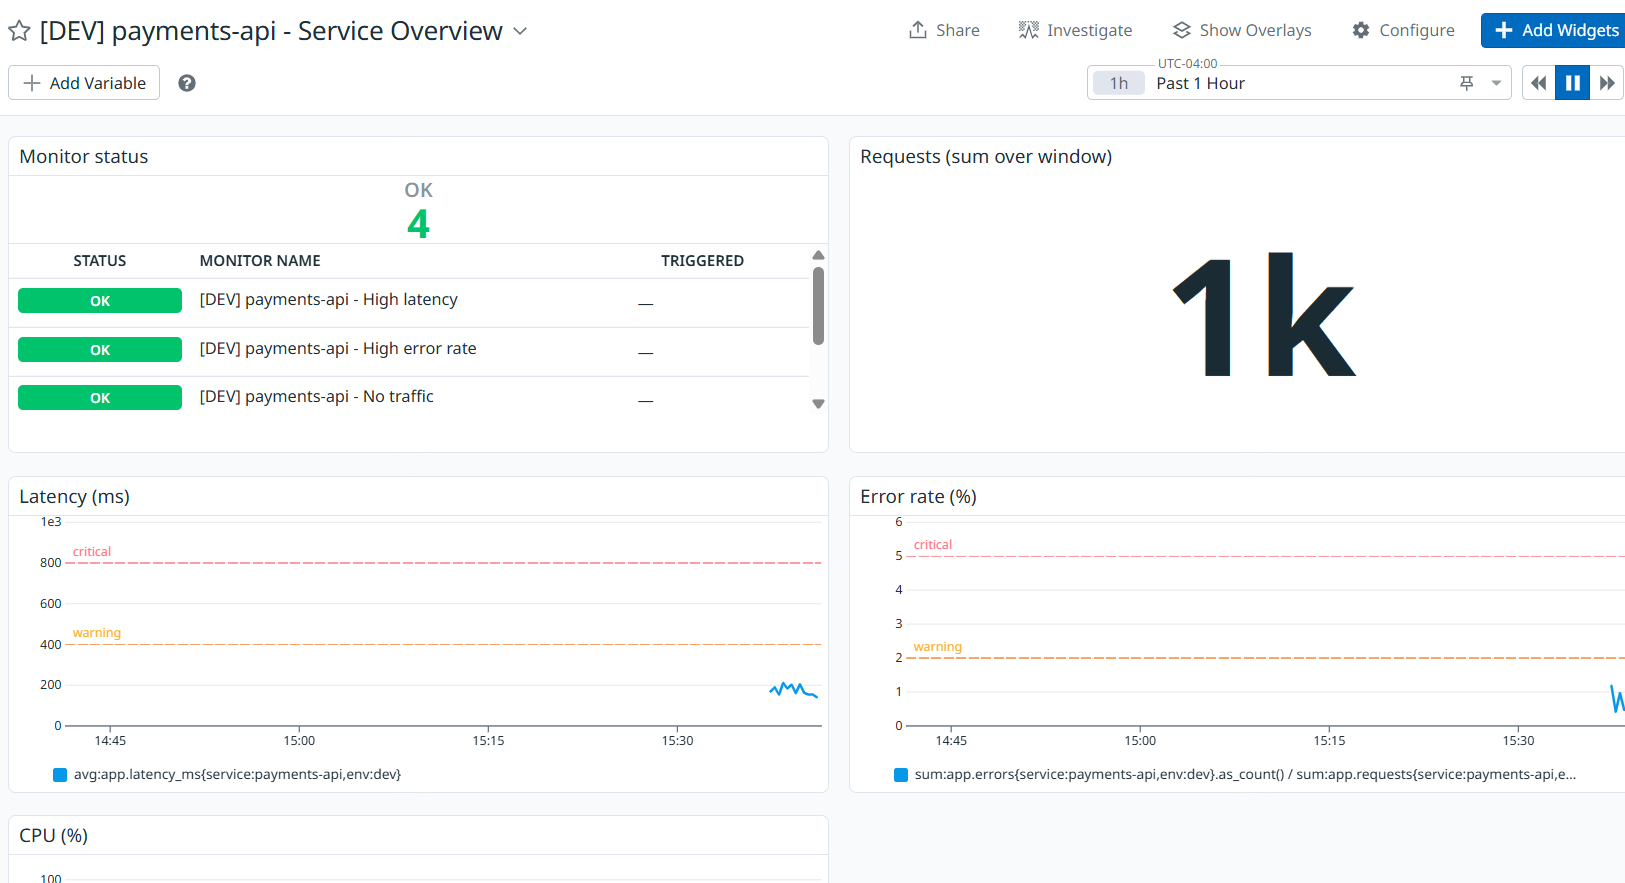 [DEV] payments-api - Service Overview
Share
Investigate
Show Overlays
Configure
Add Widgets
Add Variable
?
UTC-04:00
1h Past 1 Hour
Monitor status
OK
4
STATUS MONITOR NAME TRIGGERED
OK [DEV] payments-api - High latency —
OK [DEV] payments-api - High error rate —
OK [DEV] payments-api - No traffic —
Requests (sum over window)
1k
Latency (ms)
1e3
critical
800
600
warning
400
200
0
14:45 15:00 15:15 15:30
avg:app.latency_ms{service:payments-api,env:dev}
Error rate (%)
6
critical
5
4
3
warning
2
1
0
14:45 15:00 15:15 15:30
sum:app.errors{service:payments-api,env:dev}.as_count() / sum:app.requests{service:payments-api,e...
CPU (%)
100